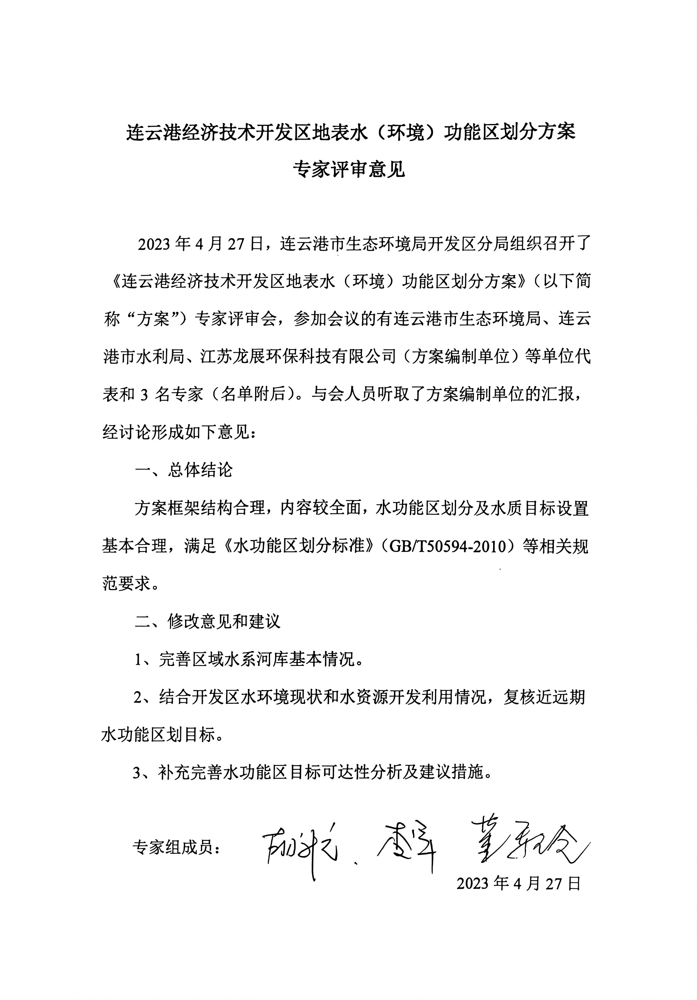 连云港经济技术开发区地表水（环境）功能区划分方案
专家评审意见
2023 年 4 月 27 日，连云港市生态环境局开发区分局组织召开了
《连云港经济技术开发区地表水（环境）功能区划分方案》（以下简
称“方案”）专家评审会，参加会议的有连云港市生态环境局、连云
港市水利局、江苏龙展环保科技有限公司（方案编制单位）等单位代
表和 3 名专家（名单附后）。与会人员听取了方案编制单位的汇报，
经讨论形成如下意见：
一、总体结论
方案框架结构合理，内容较全面，水功能区划分及水质目标设置
基本合理，满足《水功能区划分标准》（GB/T50594-2010）等相关规
范要求。
二、修改意见和建议
1、完善区域水系河库基本情况。
2、结合开发区水环境现状和水资源开发利用情况，复核近远期
水功能区划目标。
3、补充完善水功能区目标可达性分析及建议措施。
专家组成员：
2023 年 4 月 27 日